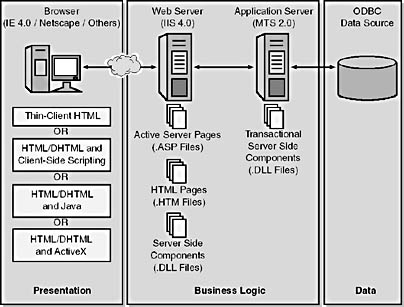 Browser
(IE 4.0 / Netscape / Others)
Thin-Client HTML
OR
HTML/DHTML and
Client-Side Scripting
OR
HTML/DHTML
and Java
OR
HTML/DHTML
and ActiveX
Presentation
Web Server
(IIS 4.0)
Active Server Pages
(.ASP Files)
HTML Pages
(.HTM Files)
Server Side
Components
(.DLL Files)
Application Server
(MTS 2.0)
Transactional
Server Side
Components
(.DLL Files)
Business Logic
ODBC
Data Source
Data